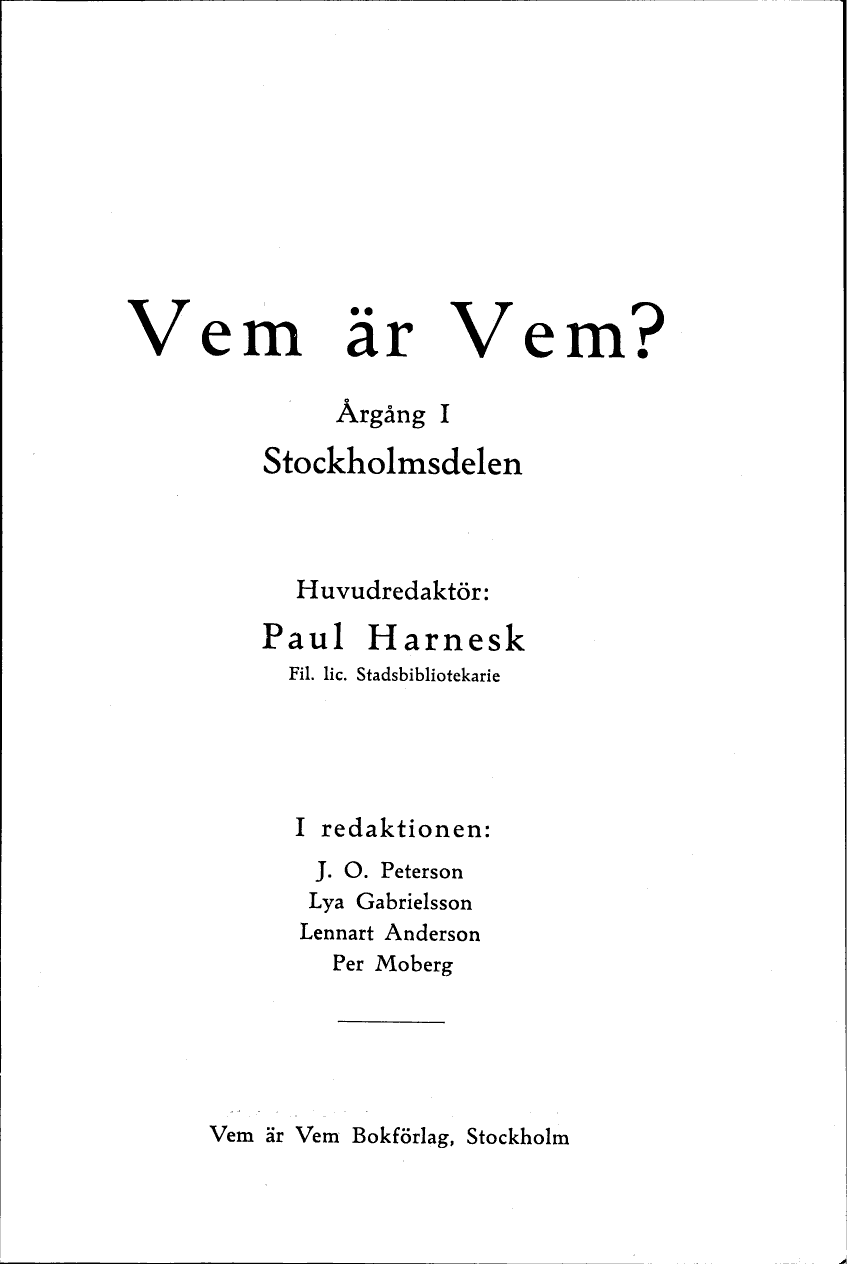 Vem är Vem?
Årgång I
Stockholmsdelen
Huvudredaktör:
Paul Harnesk
Fil. lic. Stadsbibliotekarie
I redaktionen:
J. O. Peterson
Lya Gabrielsson
Lennart Anderson
Per Moberg
Vem är Vem Bokförlag, Stockholm